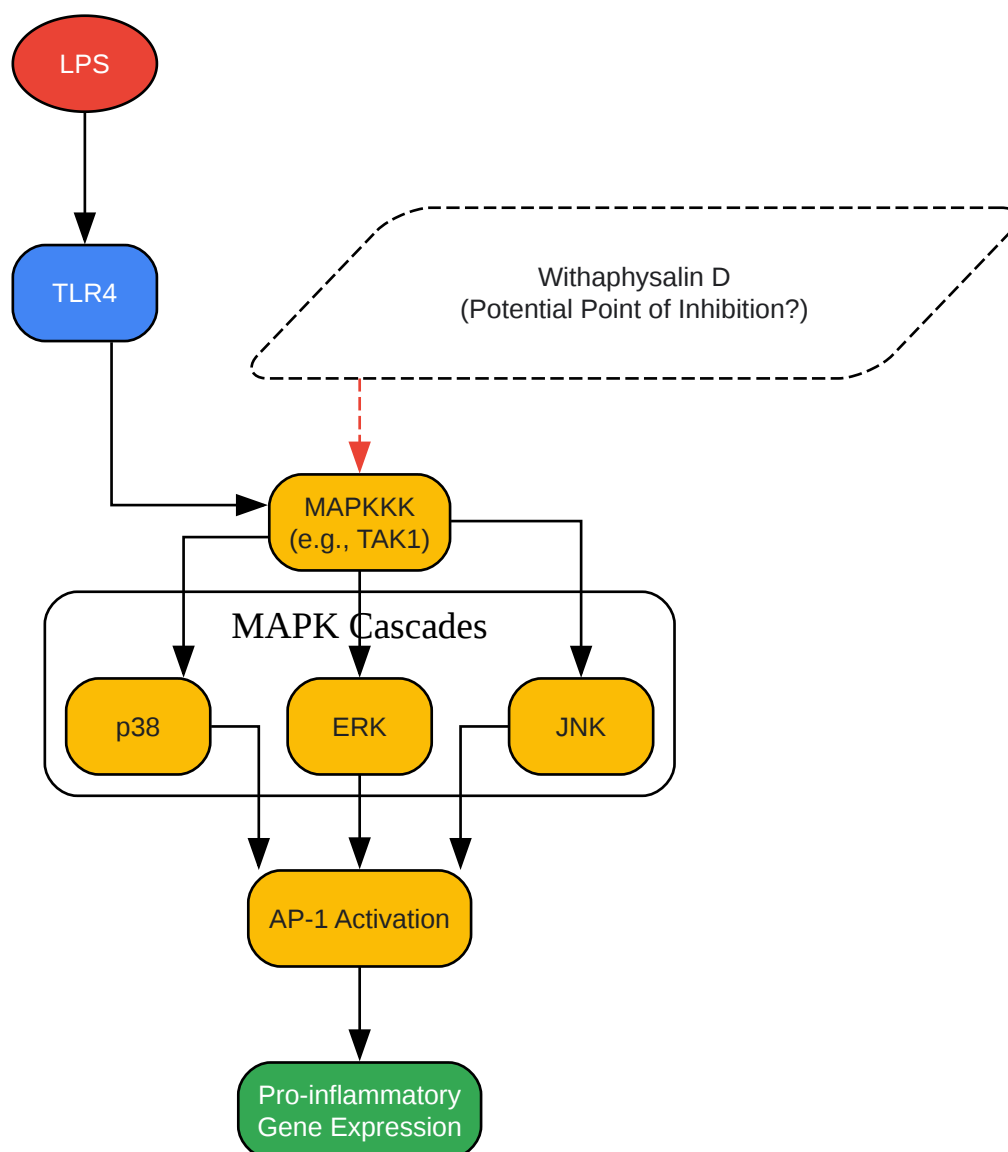 LPS
TLR4
Withaphysalin D
(Potential Point of Inhibition?)
MAPKKK
(e.g., TAK1)
MAPK Cascades
p38
ERK
JNK
AP-1 Activation
Pro-inflammatory
Gene Expression